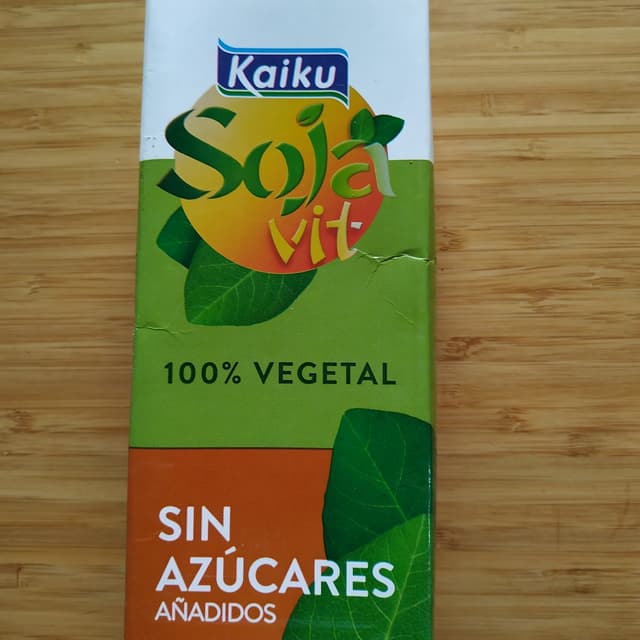 Kaiku
Soja
vit
100% VEGETAL
SIN
AZÚCARES
AÑADIDOS